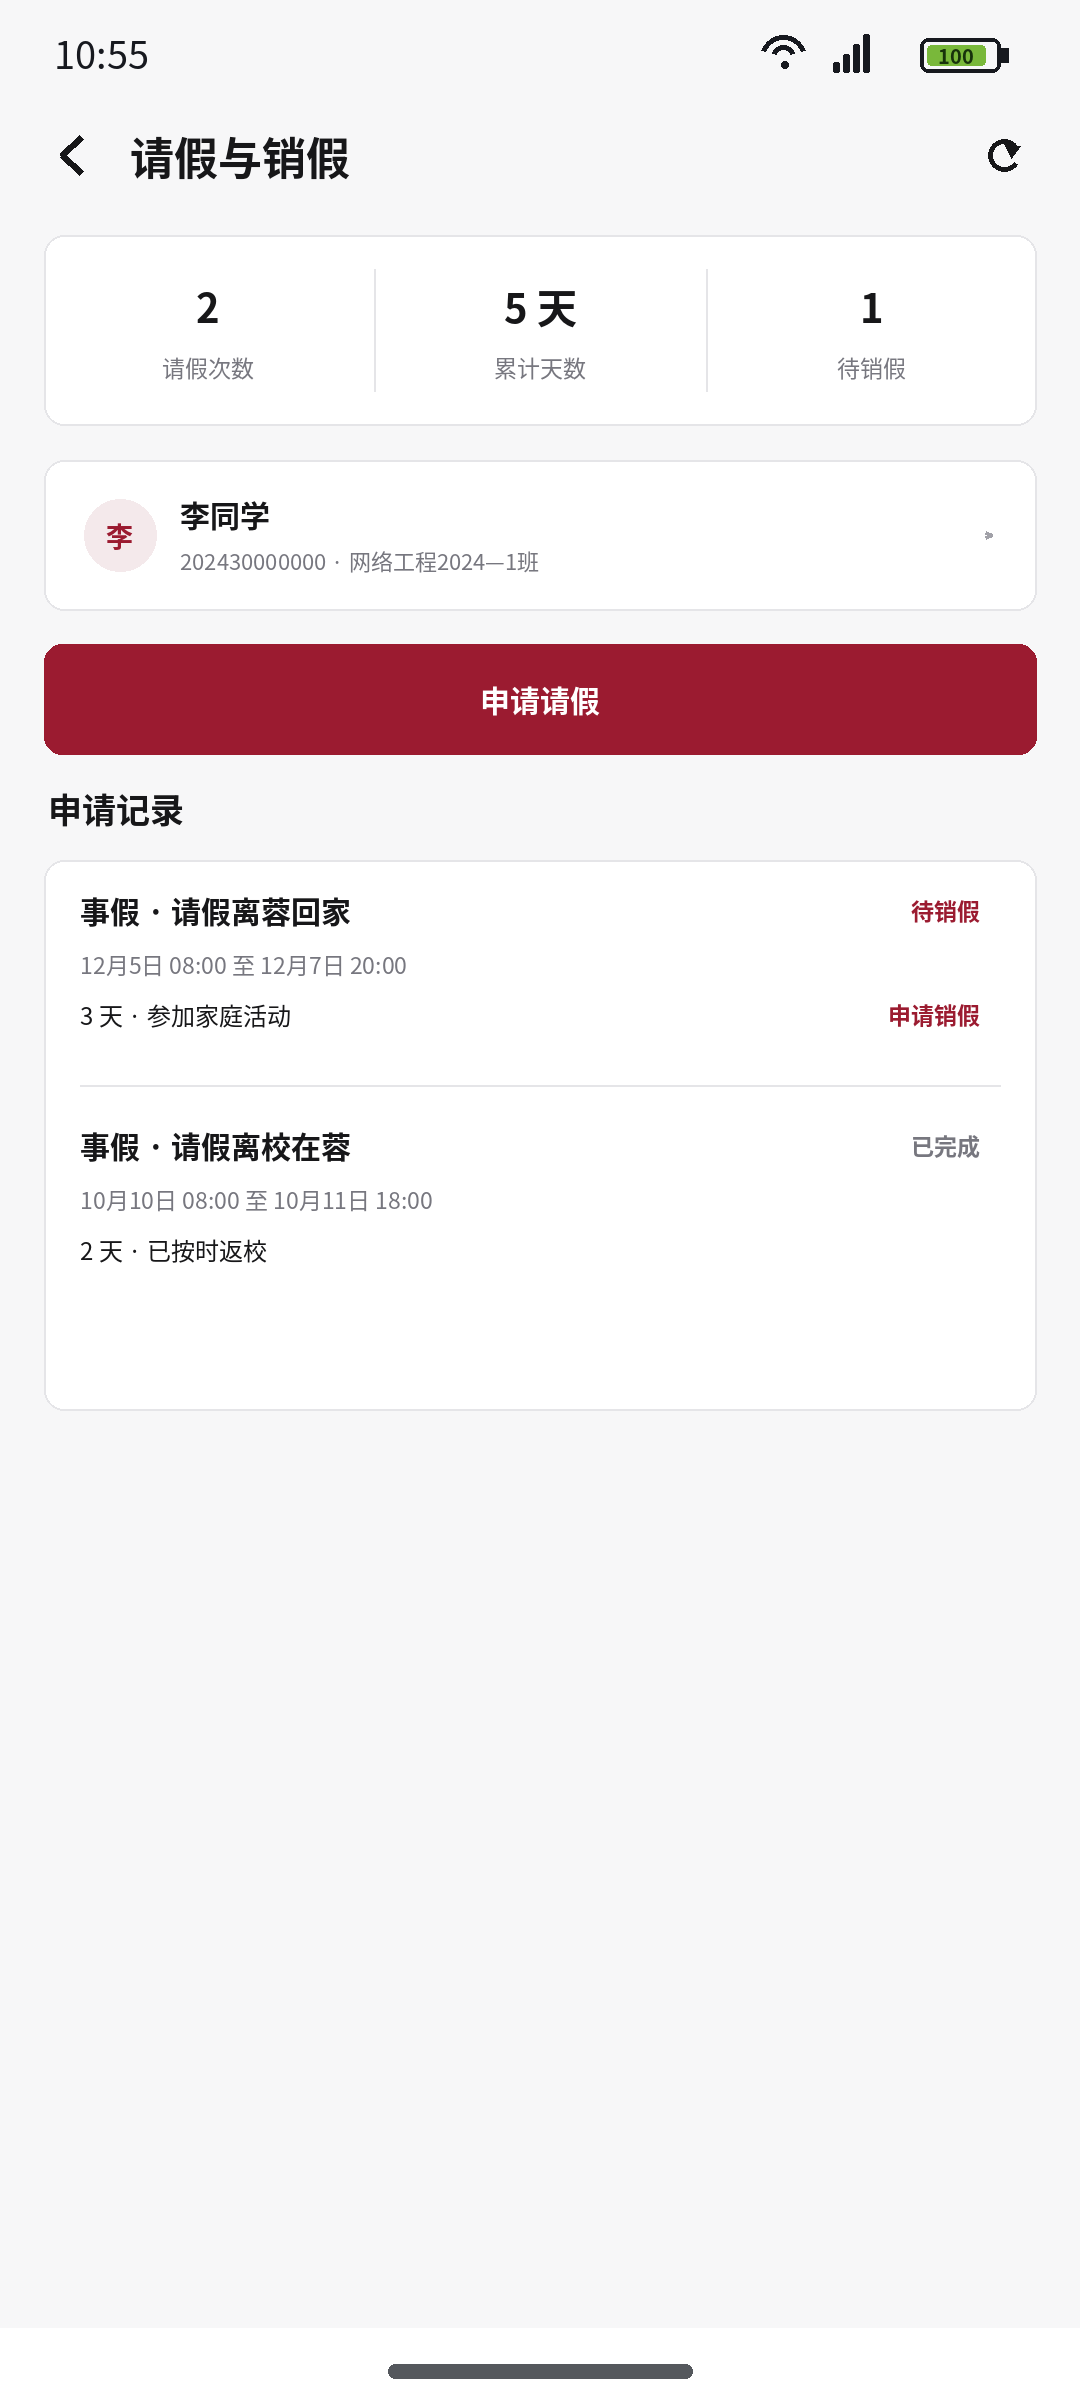 10:55
100
请假与销假
2
请假次数
5 天
累计天数
1
待销假
李
李同学
202430000000 · 网络工程2024—1班
申请请假
申请记录
事假 · 请假离蓉回家
待销假
12月5日 08:00 至 12月7日 20:00
3 天 · 参加家庭活动
申请销假
事假 · 请假离校在蓉
已完成
10月10日 08:00 至 10月11日 18:00
2 天 · 已按时返校